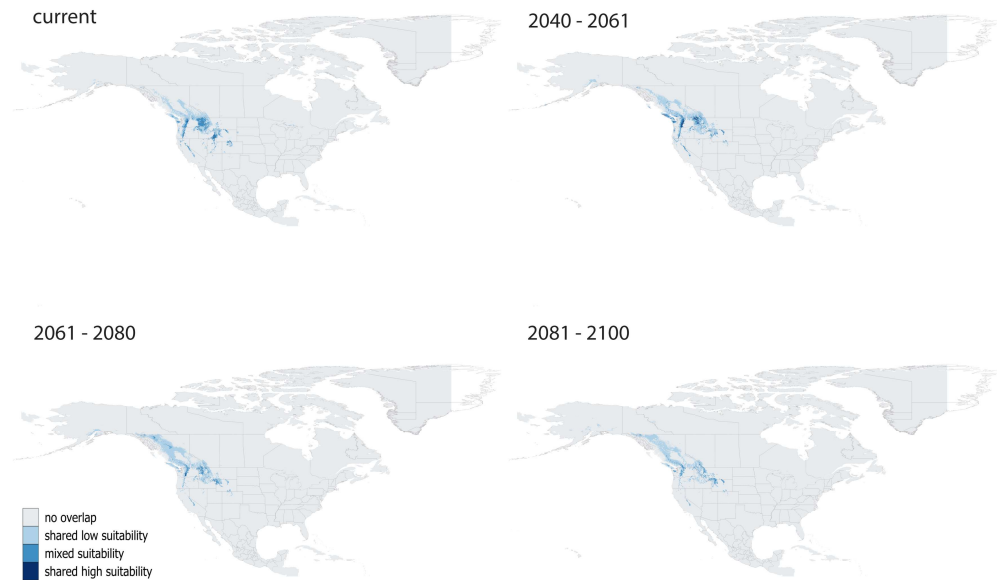 current
2040 - 2061
2061 - 2080
2081 - 2100
no overlap
shared low suitability
mixed suitability
shared high suitability